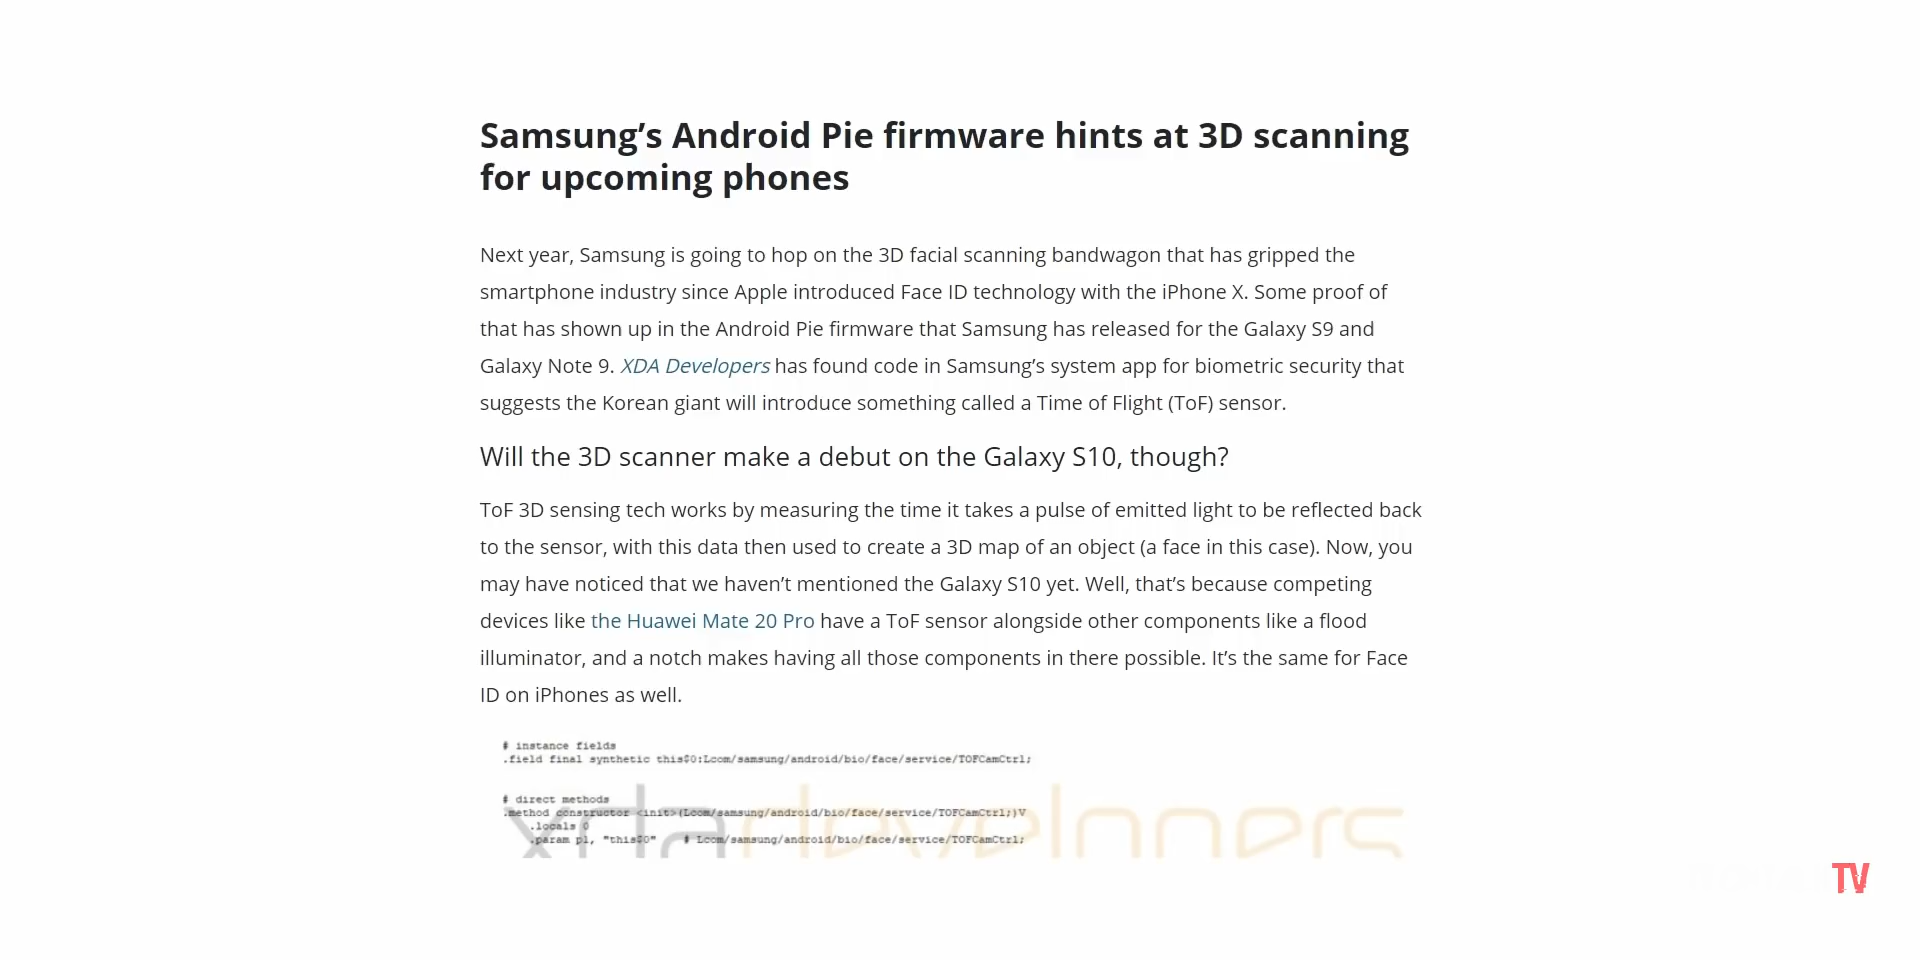 Samsung’s Android Pie firmware hints at 3D scanning
for upcoming phones
Next year, Samsung is going to hop on the 3D facial scanning bandwagon that has gripped the
smartphone industry since Apple introduced Face ID technology with the iPhone X. Some proof of
that has shown up in the Android Pie firmware that Samsung has released for the Galaxy S9 and
Galaxy Note 9. XDA Developers has found code in Samsung’s system app for biometric security that
suggests the Korean giant will introduce something called a Time of Flight (ToF) sensor.
Will the 3D scanner make a debut on the Galaxy S10, though?
ToF 3D sensing tech works by measuring the time it takes a pulse of emitted light to be reflected back
to the sensor, with this data then used to create a 3D map of an object (a face in this case). Now, you
may have noticed that we haven’t mentioned the Galaxy S10 yet. Well, that’s because competing
devices like the Huawei Mate 20 Pro have a ToF sensor alongside other components like a flood
illuminator, and a notch makes having all those components in there possible. It’s the same for Face
ID on iPhones as well.
# instance fields
.field final synthetic this$0:Lcom/samsung/android/bio/face/service/TOFCamCtrl;
# direct methods
.method constructor <init>(Lcom/samsung/android/bio/face/service/TOFCamCtrl;)V
.locals 0
.param p1, "this$0" # Lcom/samsung/android/bio/face/service/TOFCamCtrl;
xdadevelopers
TV